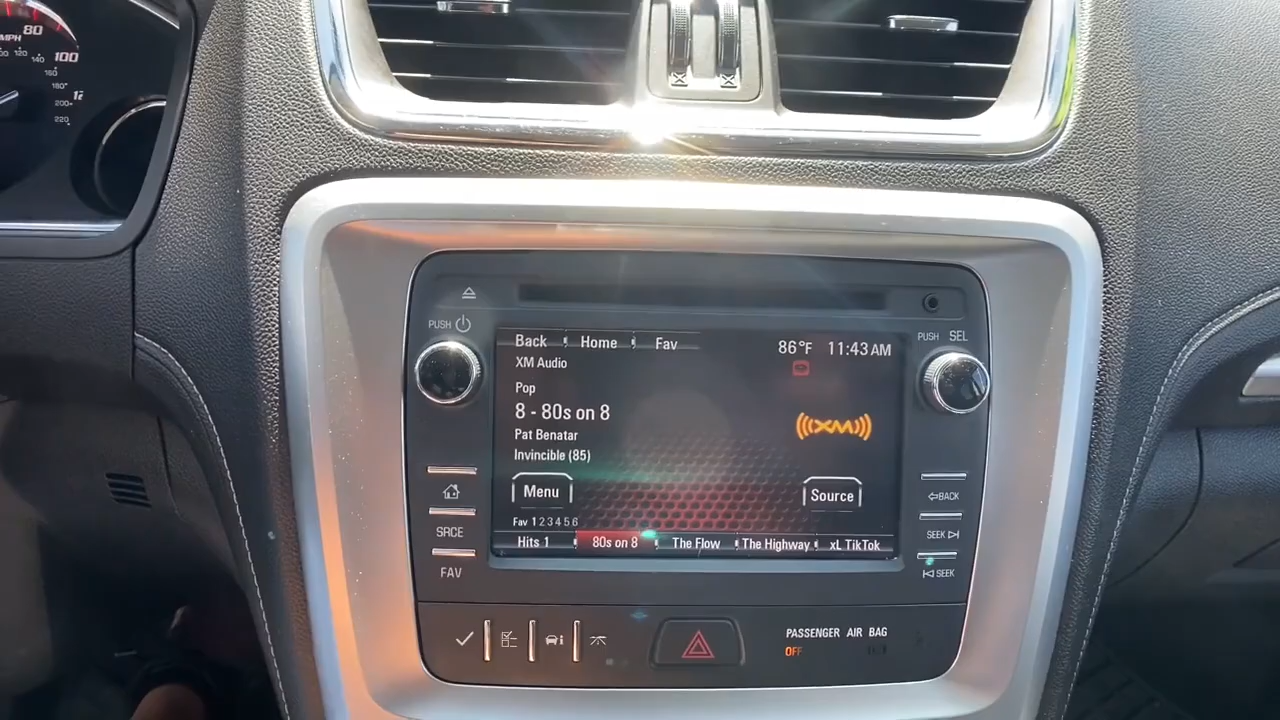 80
MPH
100
120
140
160
180
200
220
PUSH
Back Home Fav
86°F 11:43 AM
PUSH SEL
XM Audio
Pop
8 - 80s on 8
Pat Benatar
Invincible (85)
XM
Menu
Source
Fav 1 2 3 4 5 6
Hits 1 80s on 8 The Flow The Highway xL TikTok
SRCE
FAV
BACK
SEEK
SEEK
PASSENGER AIR BAG
OFF